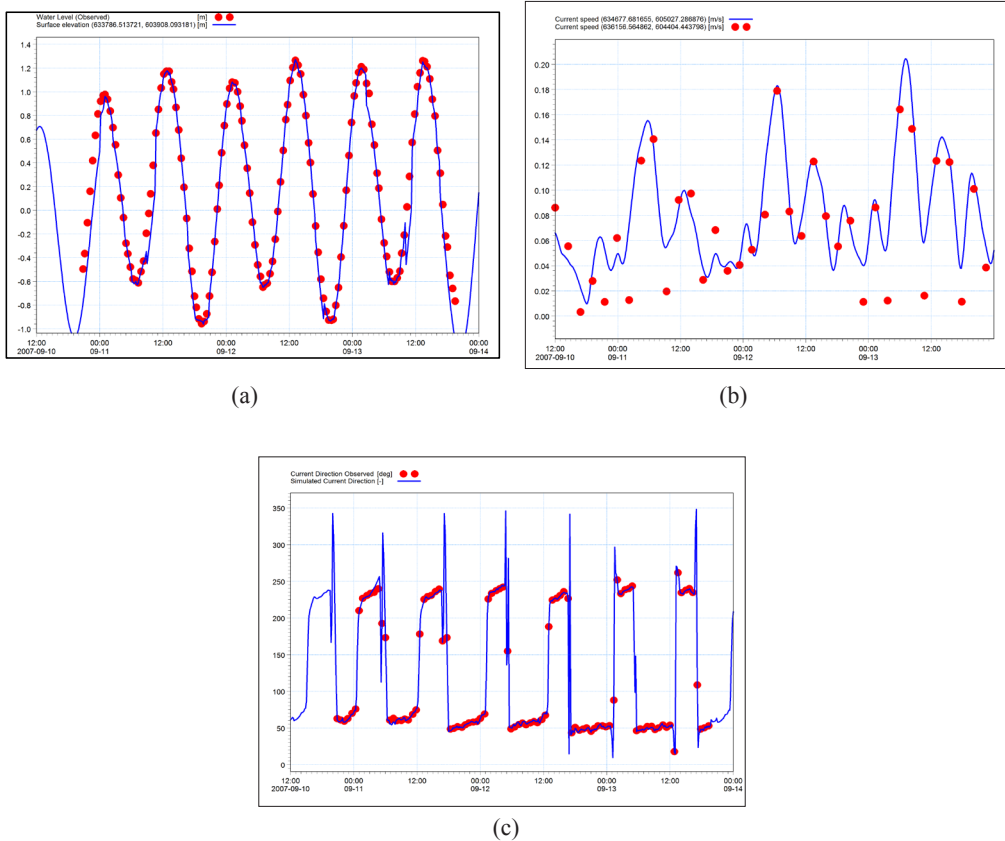 Water Level (Observed) [m]
Surface elevation (633786.513721, 603908.093181) [m]
1.4
1.2
1.0
0.8
0.6
0.4
0.2
0.0
-0.2
-0.4
-0.6
-0.8
-1.0
12:00 00:00 12:00 00:00 12:00 00:00 12:00 00:00
2007-09-10 09-11 09-12 09-13 09-14
(a)
Current speed (634677.681655, 605027.286876) [m/s]
Current speed (636156.564862, 604404.443798) [m/s]
0.20
0.18
0.16
0.14
0.12
0.10
0.08
0.06
0.04
0.02
0.00
12:00 00:00 12:00 00:00 12:00 00:00 12:00
2007-09-10 09-11 09-12 09-13
(b)
Current Direction Observed [deg]
Simulated Current Direction [-]
350
300
250
200
150
100
50
0
12:00 00:00 12:00 00:00 12:00 00:00 12:00 00:00
2007-09-10 09-11 09-12 09-13 09-14
(c)